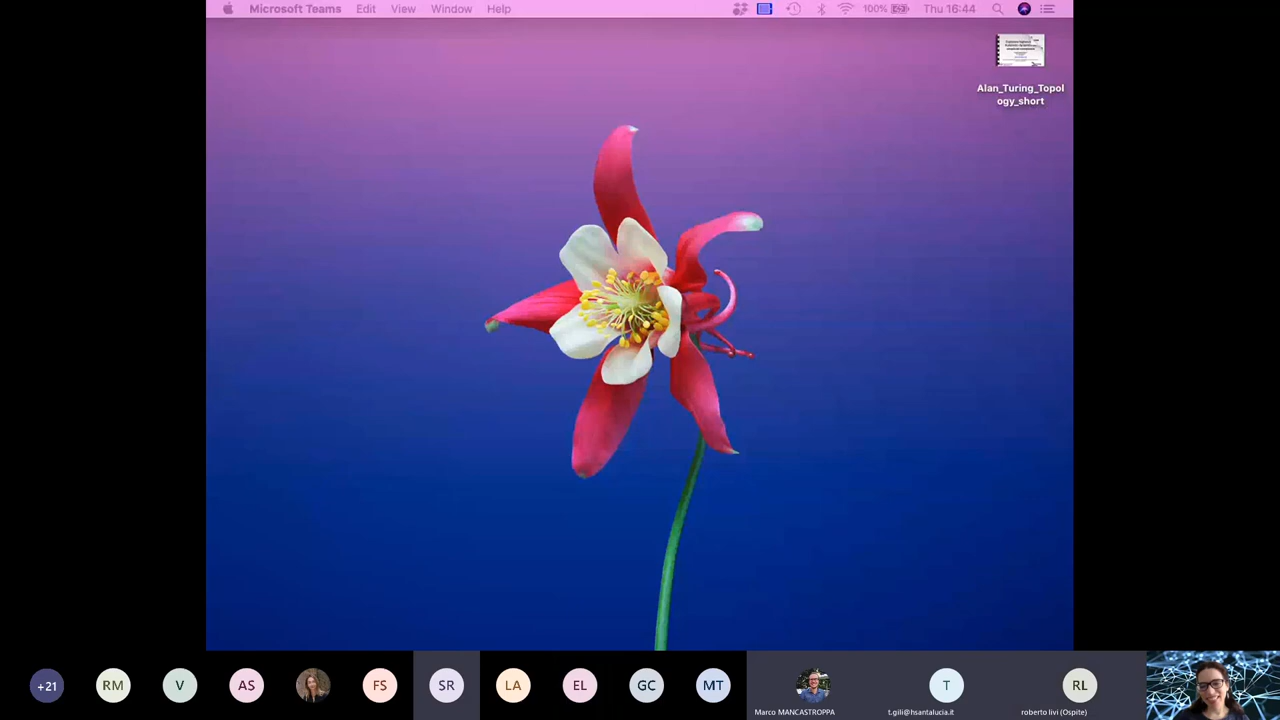 Microsoft Teams Edit View Window Help 100% Thu 16:44
Alan_Turing_Topol
ogy_short
+21 RM V AS FS SR LA EL GC MT T RL
Marco MANCASTROPPA t.gili@hsantalucia.it roberto livi (Ospite)